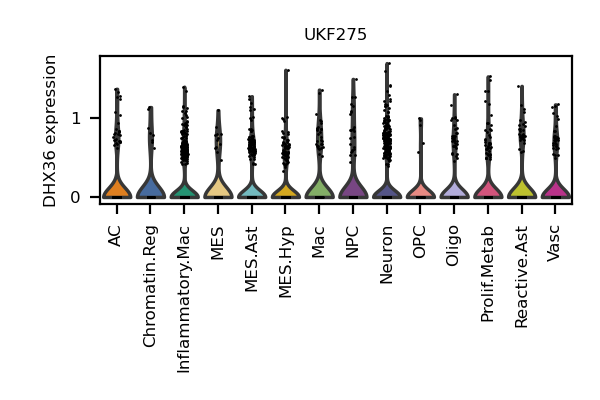 UKF275
DHX36 expression
1
0
AC
Chromatin.Reg
Inflammatory.Mac
MES
MES.Ast
MES.Hyp
Mac
NPC
Neuron
OPC
Oligo
Prolif.Metab
Reactive.Ast
Vasc